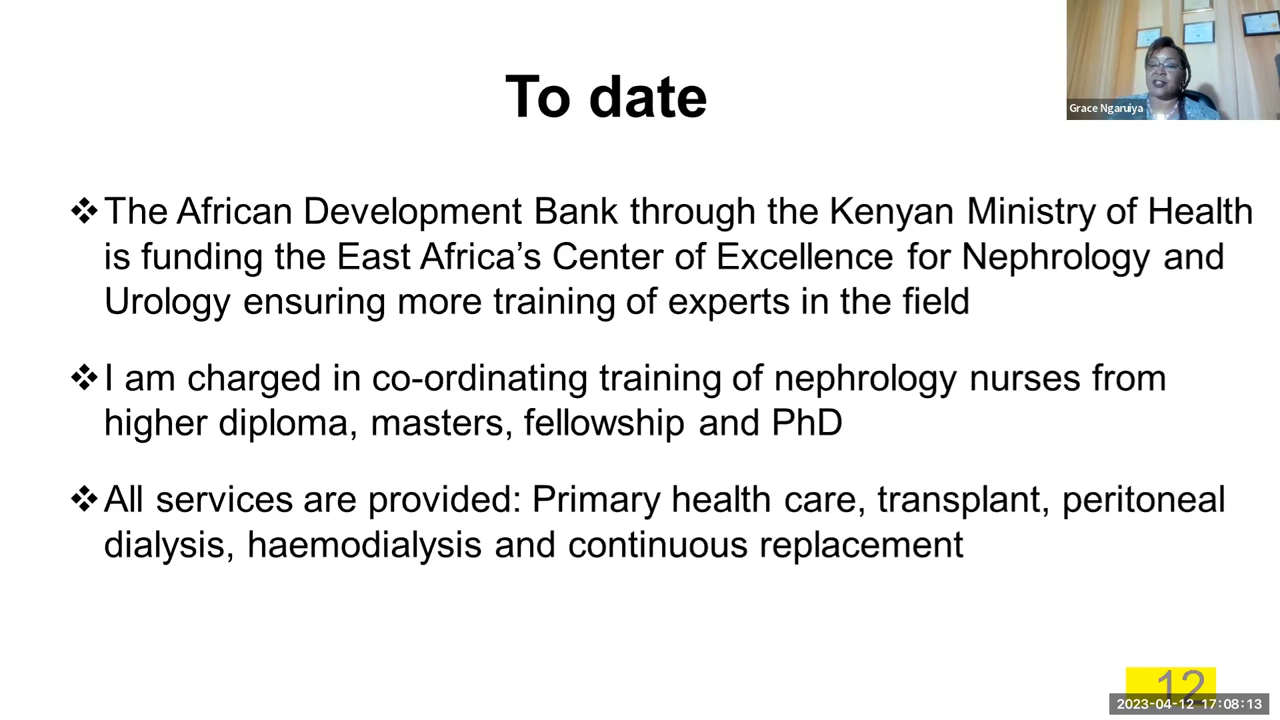 To date
Grace Ngaruiya
❖The African Development Bank through the Kenyan Ministry of Health
is funding the East Africa’s Center of Excellence for Nephrology and
Urology ensuring more training of experts in the field
❖I am charged in co-ordinating training of nephrology nurses from
higher diploma, masters, fellowship and PhD
❖All services are provided: Primary health care, transplant, peritoneal
dialysis, haemodialysis and continuous replacement
12
2023-04-12 17:08:13